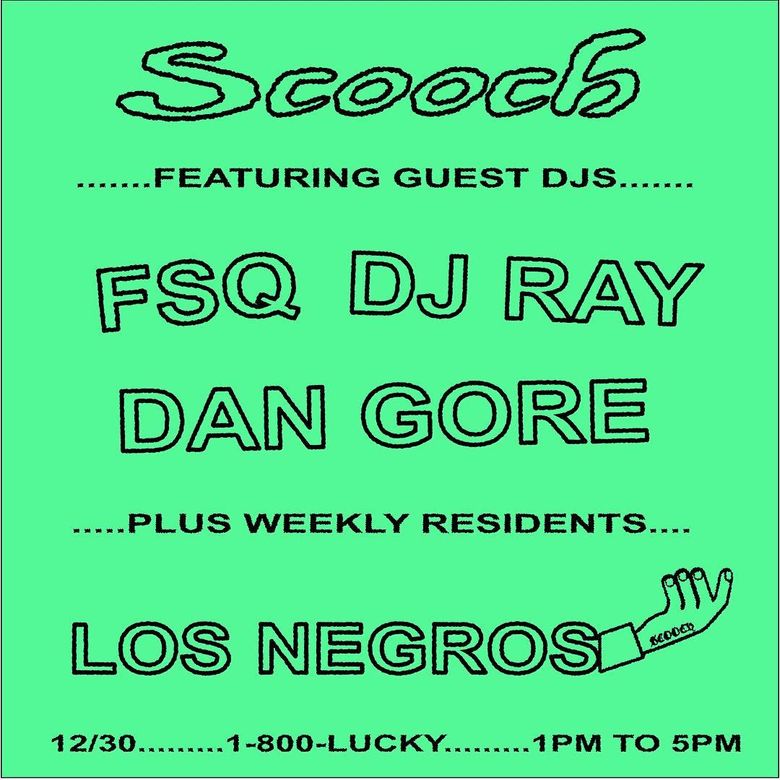 Scooch
.......FEATURING GUEST DJS.......
FSQ DJ RAY
DAN GORE
.....PLUS WEEKLY RESIDENTS....
LOS NEGROS
12/30.........1-800-LUCKY.........1PM TO 5PM